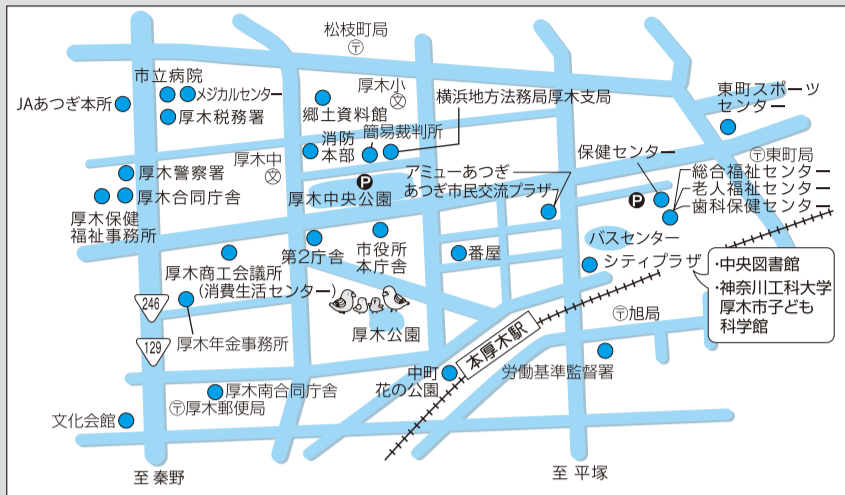 松枝町局
〒
市立病院
メジカルセンター
JAあつぎ本所
厚木税務署
郷土資料館
厚木小
文
横浜地方法務局厚木支局
東町スポーツ
センター
消防
本部
簡易裁判所
厚木中
文
保健センター
〒東町局
厚木警察署
厚木合同庁舎
P
厚木中央公園
アミューあつぎ
あつぎ市民交流プラザ
P
総合福祉センター
老人福祉センター
歯科保健センター
厚木保健
福祉事務所
第2庁舎
市役所
本庁舎
番屋
バスセンター
シティプラザ
・中央図書館
・神奈川工科大学
厚木市子ども
科学館
厚木商工会議所
(消費生活センター)
246
厚木年金事務所
厚木公園
本厚木駅
〒旭局
129
中町
花の公園
労働基準監督署
厚木南合同庁舎
〒厚木郵便局
文化会館
至 秦野
至 平塚